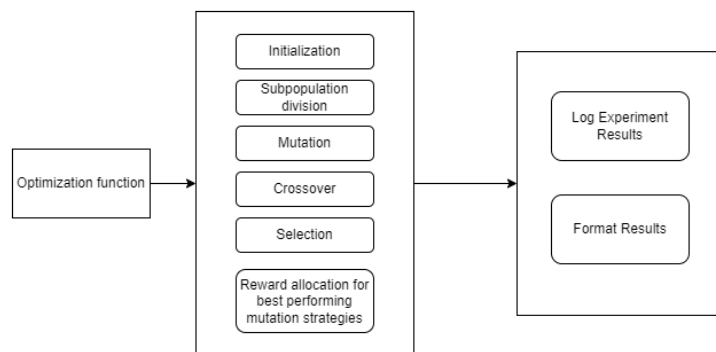 Optimization function
Initialization
Subpopulation
division
Mutation
Crossover
Selection
Reward allocation for
best performing
mutation strategies
Log Experiment
Results
Format Results